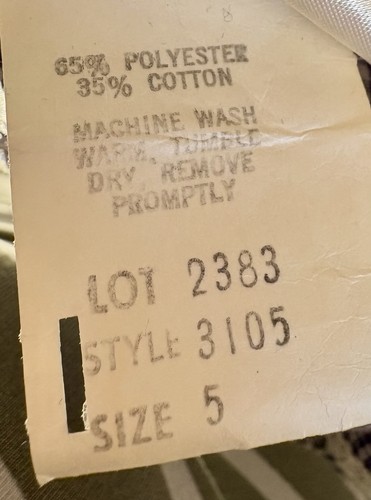 65% POLYESTER
35% COTTON
MACHINE WASH
WARM, TUMBLE
DRY, REMOVE
PROMPTLY
LOT 2383
STYLE 3105
SIZE 5